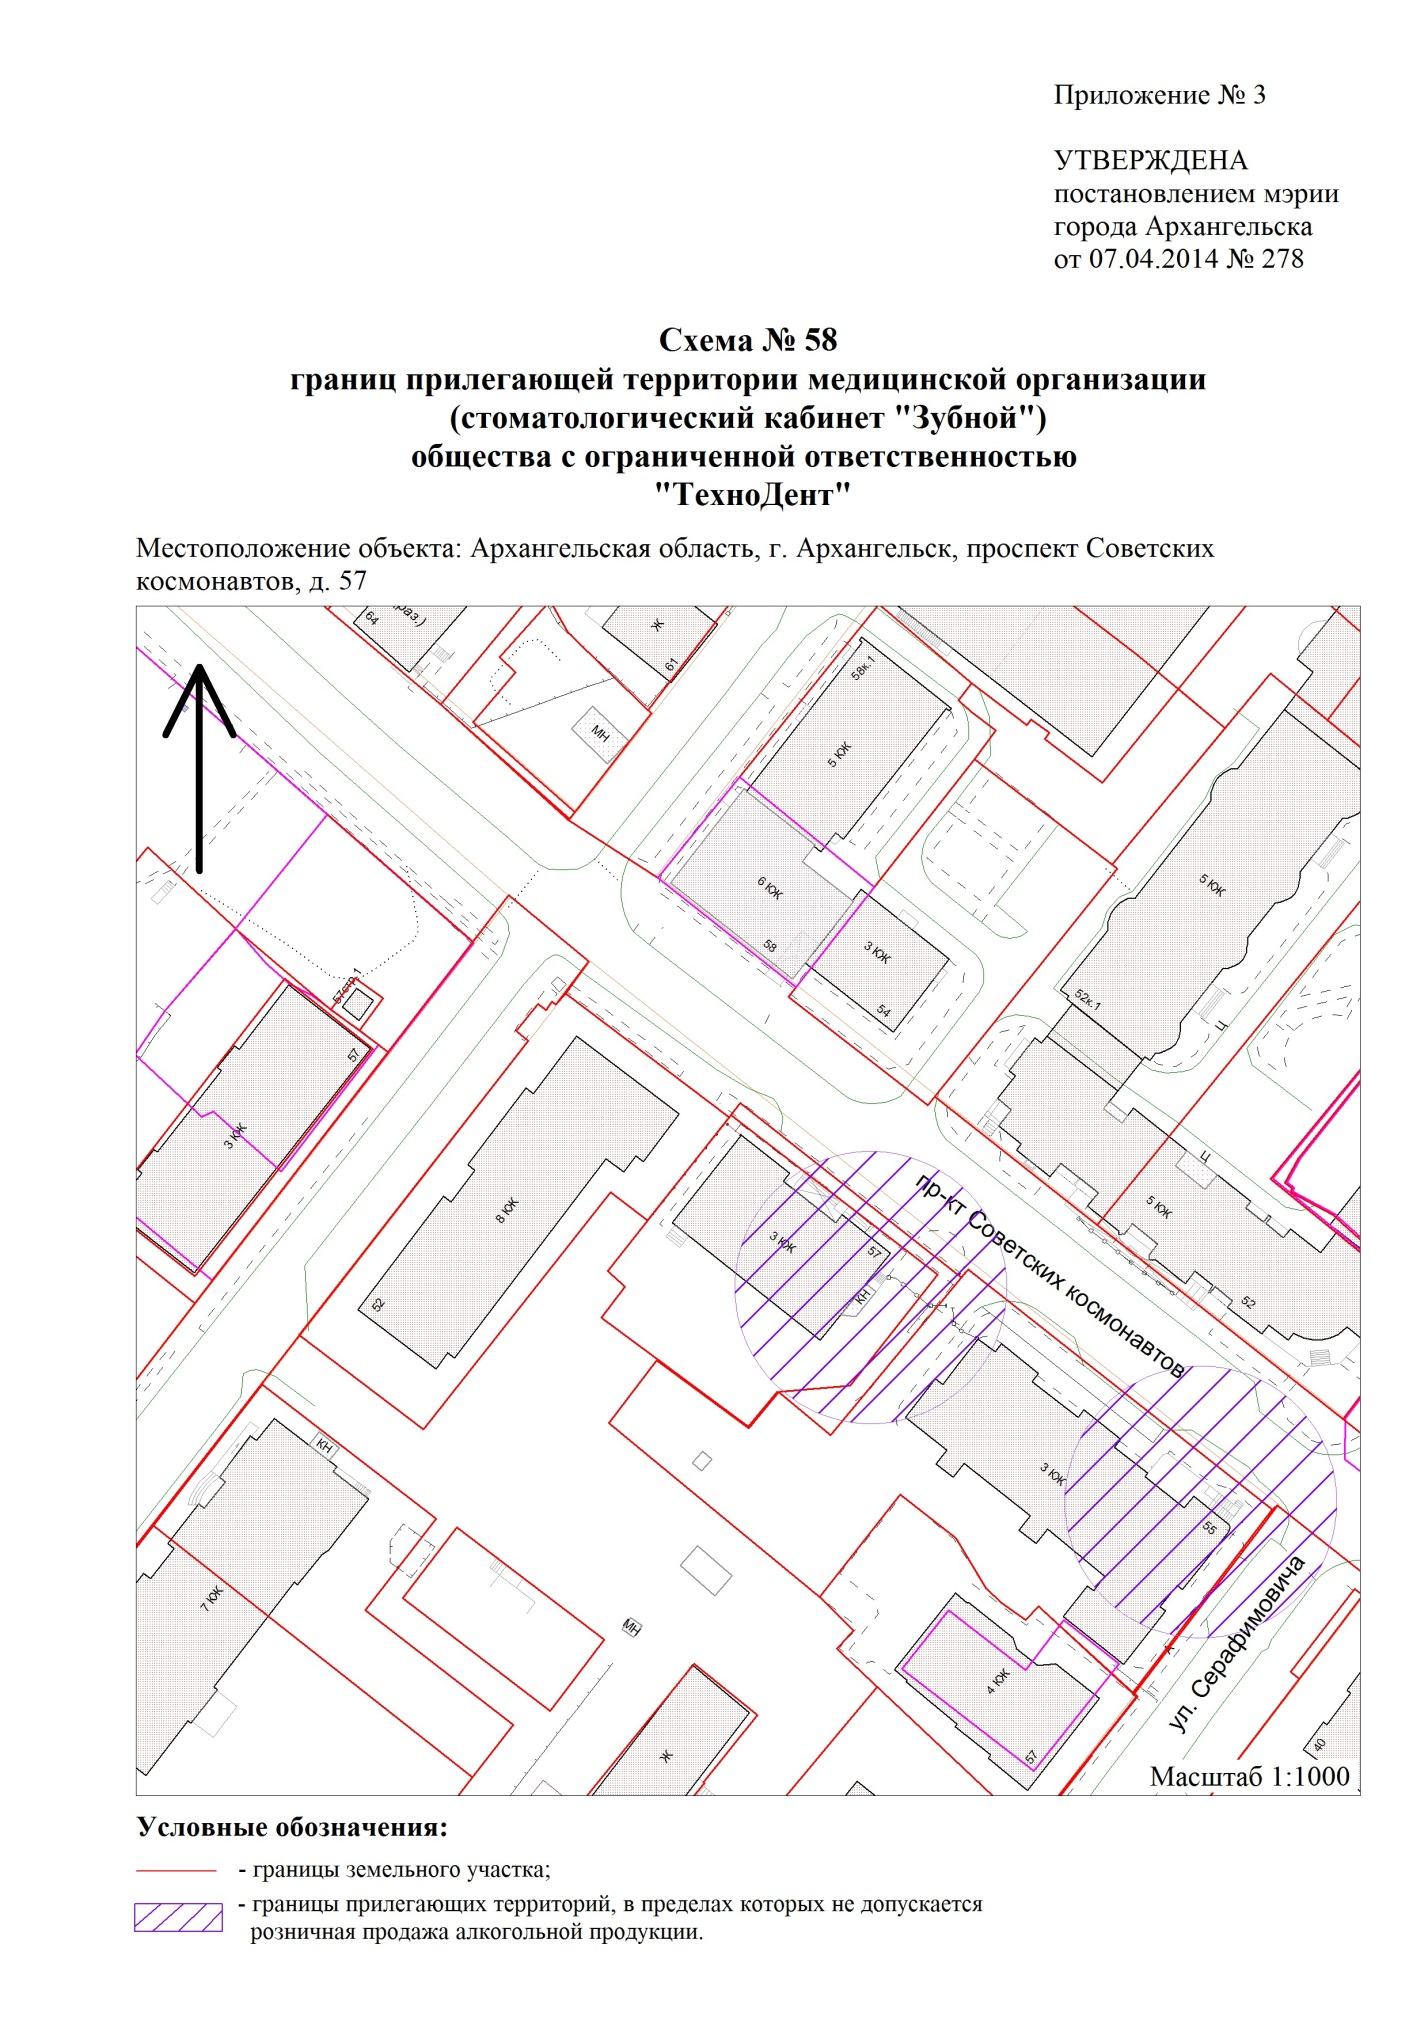 Приложение № 3
УТВЕРЖДЕНА
постановлением мэрии
города Архангельска
от 07.04.2014 № 278
Схема № 58
границ прилегающей территории медицинской организации
(стоматологический кабинет "Зубной")
общества с ограниченной ответственностью
"ТехноДент"
Местоположение объекта: Архангельская область, г. Архангельск, проспект Советских
космонавтов, д. 57
64
Ж
61
МН
58к.1
5 КЖ
6 КЖ
58
3 КЖ
54
5 КЖ
52к.1
Ц
57стр.1
57
3 КЖ
8 КЖ
52
3 КЖ
57
КН
пр-кт Советских космонавтов
Ц
5 КЖ
52
КН
7 КЖ
3 КЖ
55
МН
4 КЖ
57
Ж
ул. Серафимовича
40
Масштаб 1:1000
Условные обозначения:
- границы земельного участка;
- границы прилегающих территорий, в пределах которых не допускается
розничная продажа алкогольной продукции.